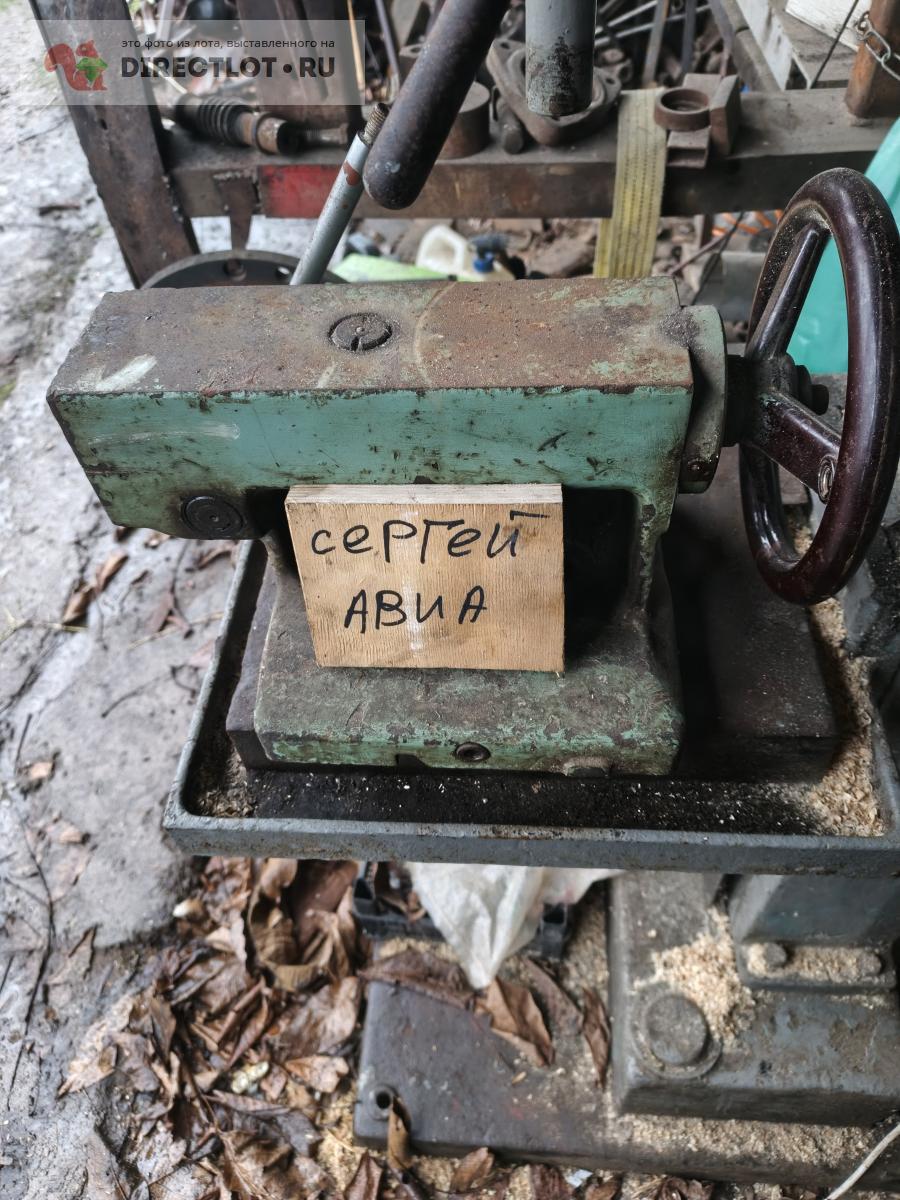 это фото из лота, выставленного на
DIRECTLOT.RU
сергей
АВИА